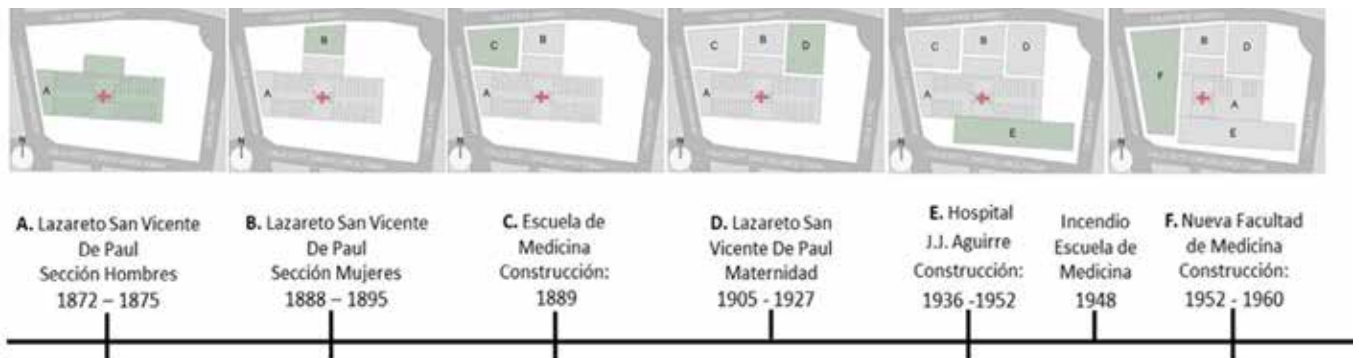 A
B
A
C
B
A
C
B
D
A
C
B
D
A
E
F
B
D
A
E
N
N
N
N
N
N
A. Lazareto San Vicente
De Paul
Sección Hombres
1872 – 1875
B. Lazareto San Vicente
De Paul
Sección Mujeres
1888 – 1895
C. Escuela de
Medicina
Construcción:
1889
D. Lazareto San
Vicente De Paul
Maternidad
1905 - 1927
E. Hospital
J.J. Aguirre
Construcción:
1936 -1952
Incendio
Escuela de
Medicina
1948
F. Nueva Facultad
de Medicina
Construcción:
1952 - 1960